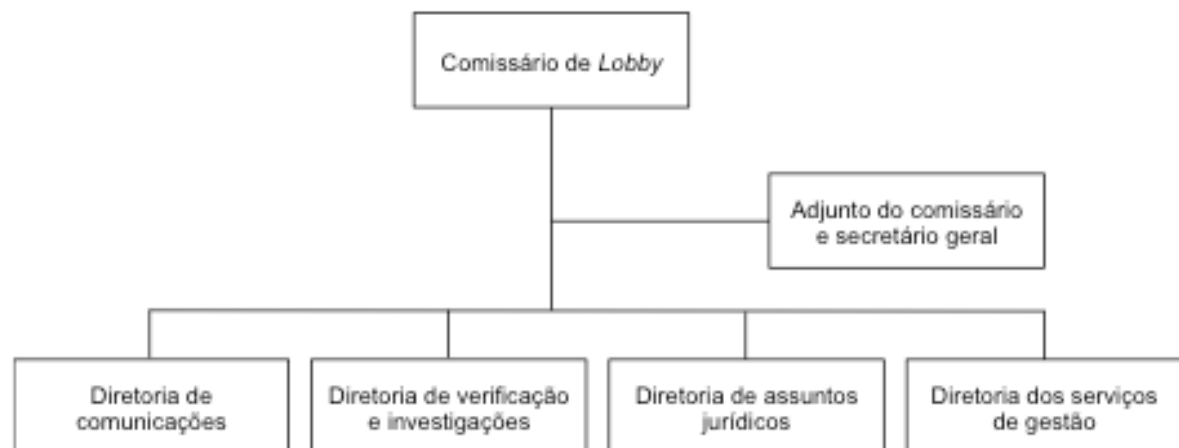 Comissário de Lobby
Adjunto do comissário
e secretário geral
Diretoria de
comunicações
Diretoria de verificação
e investigações
Diretoria de assuntos
jurídicos
Diretoria dos serviços
de gestão